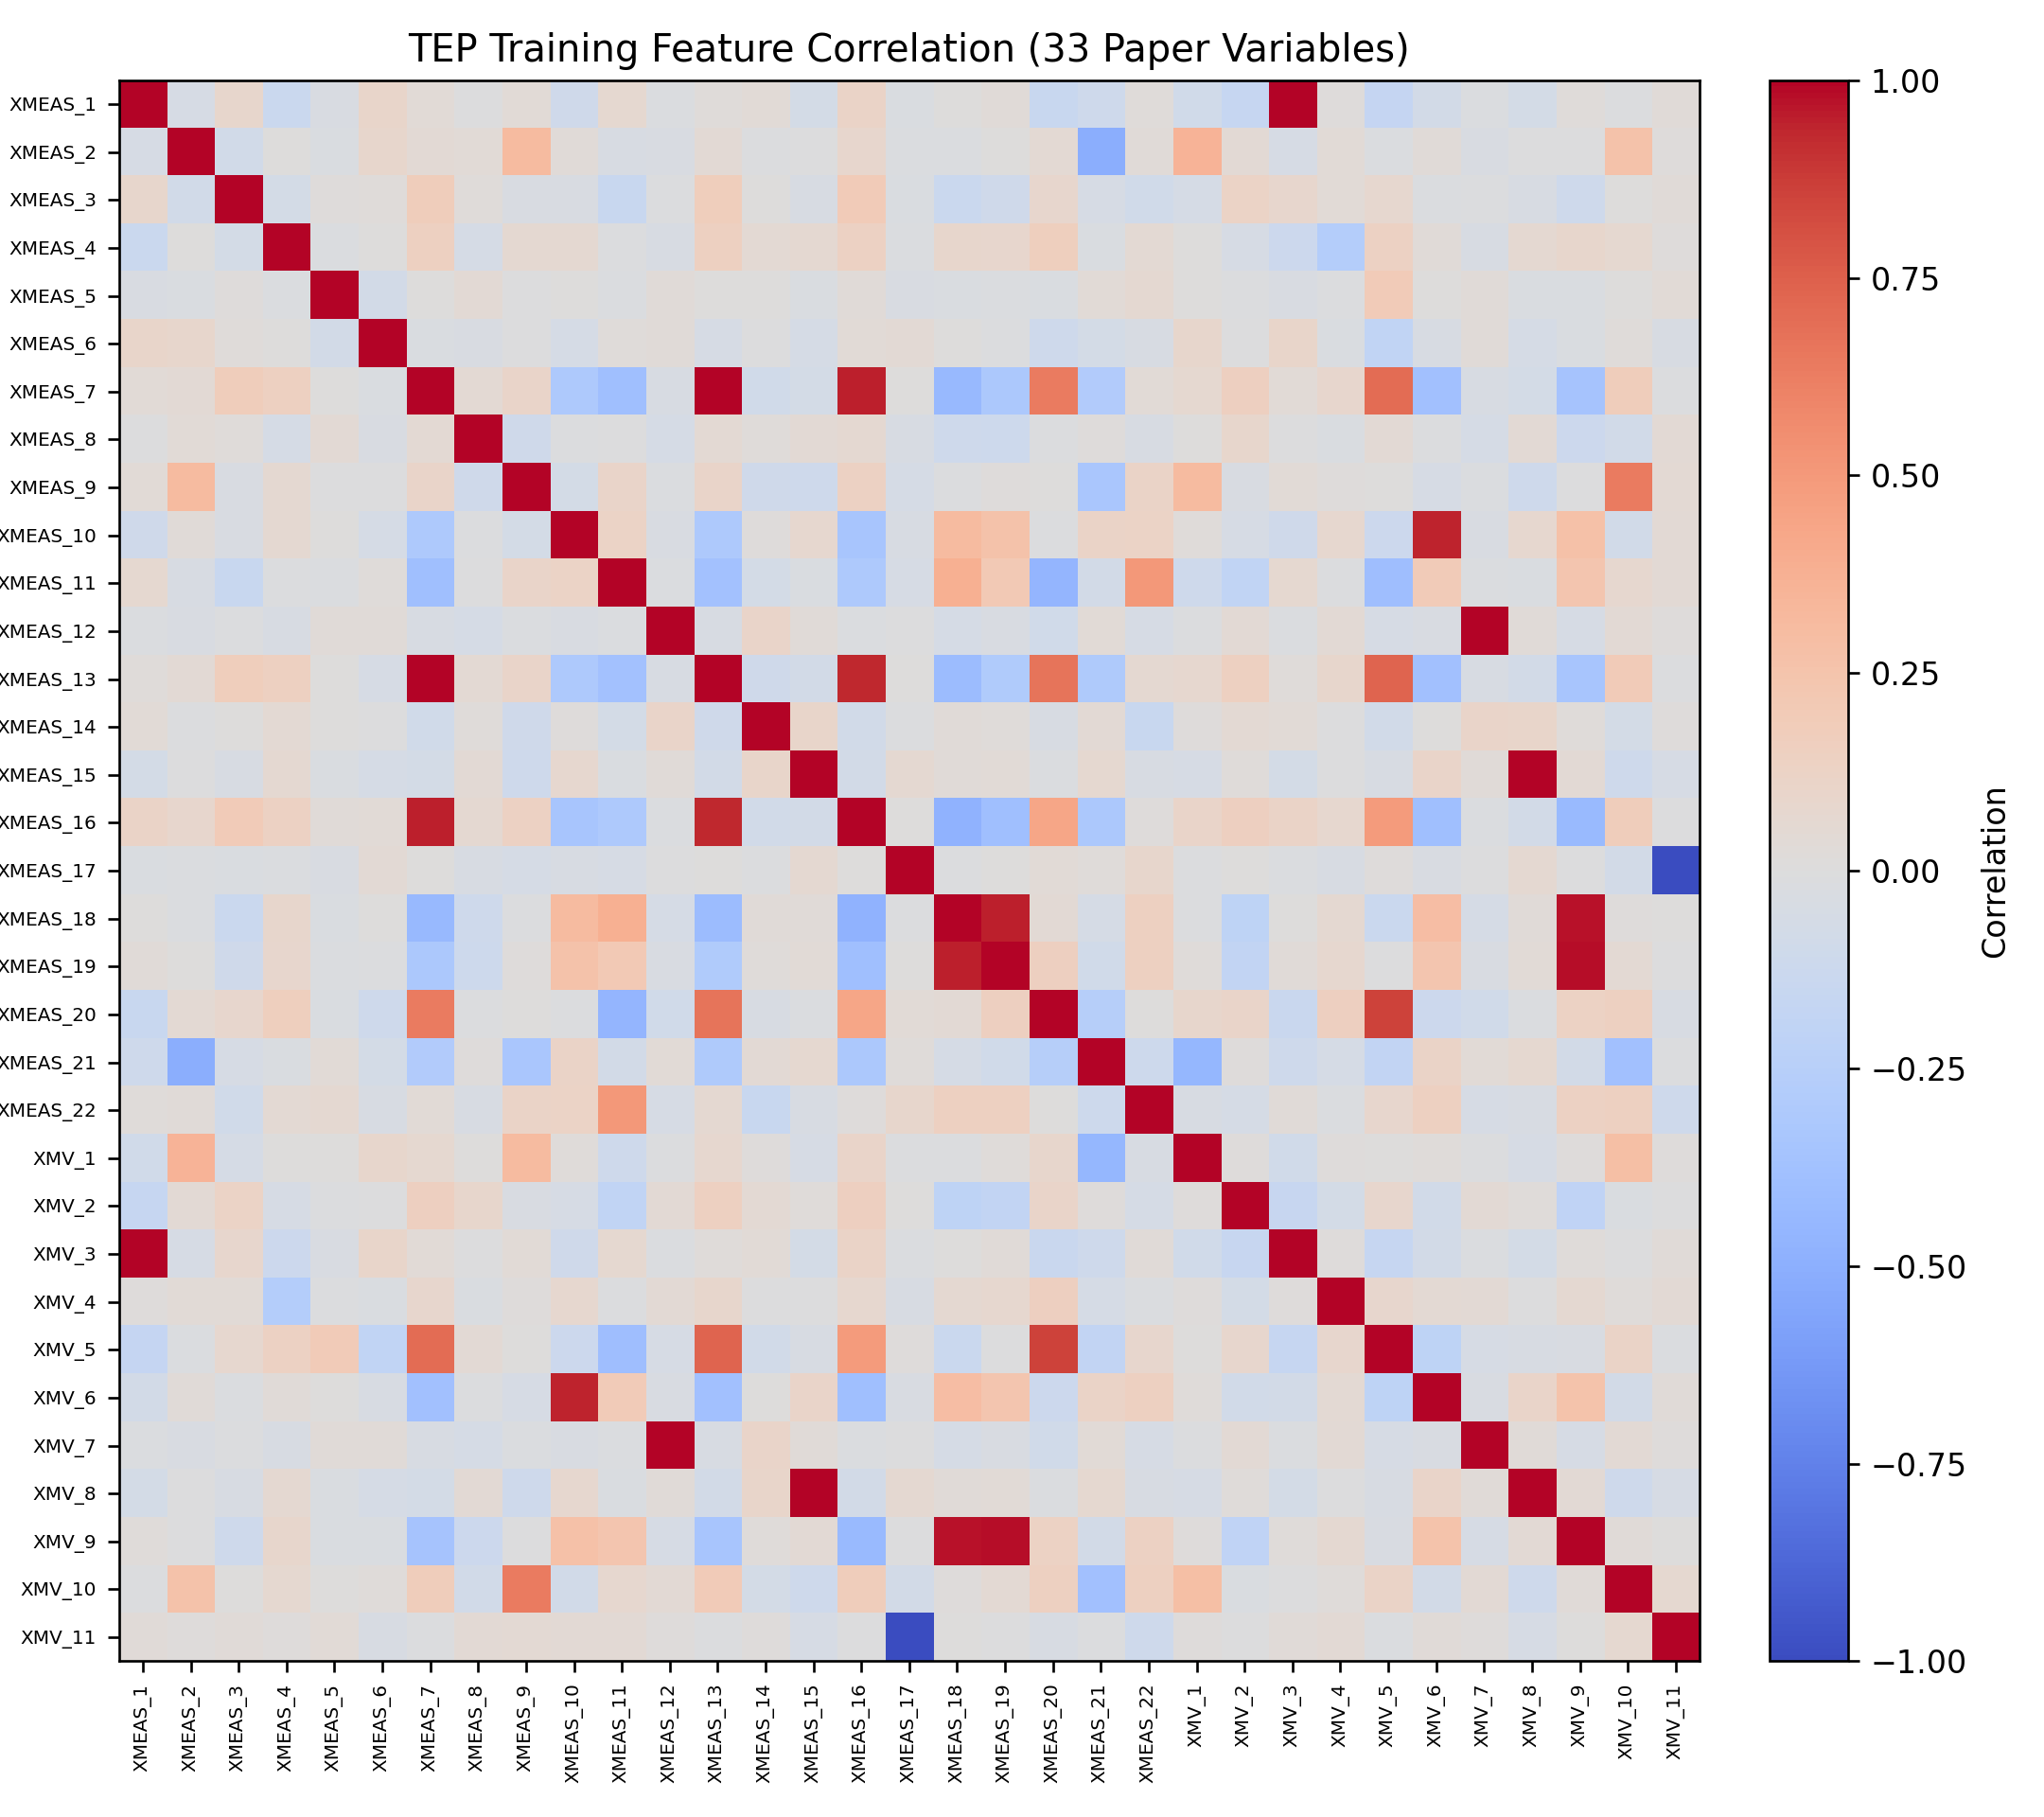 TEP Training Feature Correlation (33 Paper Variables)
XMEAS_1
XMEAS_2
XMEAS_3
XMEAS_4
XMEAS_5
XMEAS_6
XMEAS_7
XMEAS_8
XMEAS_9
XMEAS_10
XMEAS_11
XMEAS_12
XMEAS_13
XMEAS_14
XMEAS_15
XMEAS_16
XMEAS_17
XMEAS_18
XMEAS_19
XMEAS_20
XMEAS_21
XMEAS_22
XMV_1
XMV_2
XMV_3
XMV_4
XMV_5
XMV_6
XMV_7
XMV_8
XMV_9
XMV_10
XMV_11
XMEAS_1
XMEAS_2
XMEAS_3
XMEAS_4
XMEAS_5
XMEAS_6
XMEAS_7
XMEAS_8
XMEAS_9
XMEAS_10
XMEAS_11
XMEAS_12
XMEAS_13
XMEAS_14
XMEAS_15
XMEAS_16
XMEAS_17
XMEAS_18
XMEAS_19
XMEAS_20
XMEAS_21
XMEAS_22
XMV_1
XMV_2
XMV_3
XMV_4
XMV_5
XMV_6
XMV_7
XMV_8
XMV_9
XMV_10
XMV_11
1.00
0.75
0.50
0.25
0.00
−0.25
−0.50
−0.75
−1.00
Correlation